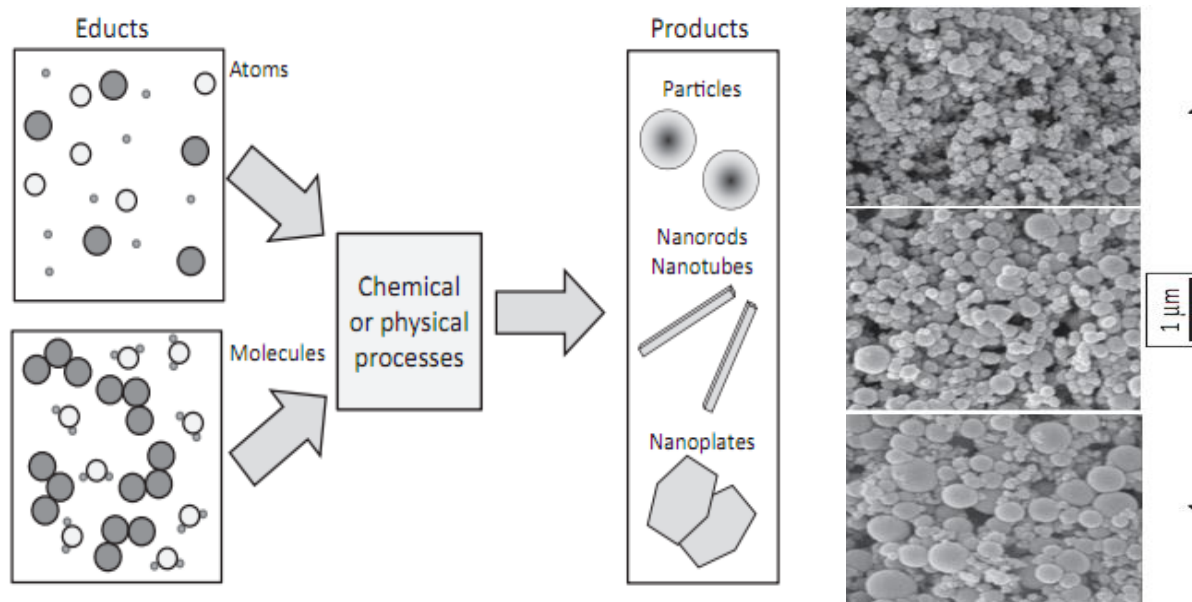 Educts
Atoms
Molecules
Chemical
or physical
processes
Products
Particles
Nanorods
Nanotubes
Nanoplates
1 µm